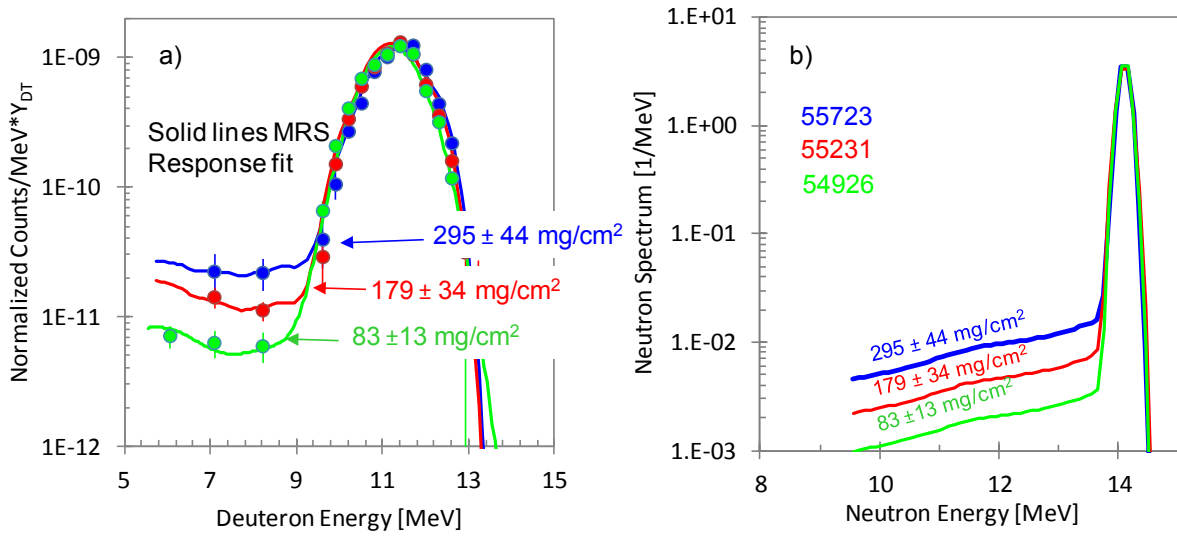 a)
Normalized Counts/MeV*Y_DT
1E-09
1E-10
1E-11
1E-12
Solid lines MRS
Response fit
295 ± 44 mg/cm²
179 ± 34 mg/cm²
83 ±13 mg/cm²
5 7 9 11 13 15
Deuteron Energy [MeV]
b)
Neutron Spectrum [1/MeV]
1.E+01
1.E+00
1.E-01
1.E-02
1.E-03
55723
55231
54926
295 ± 44 mg/cm²
179 ± 34 mg/cm²
83 ±13 mg/cm²
8 10 12 14
Neutron Energy [MeV]